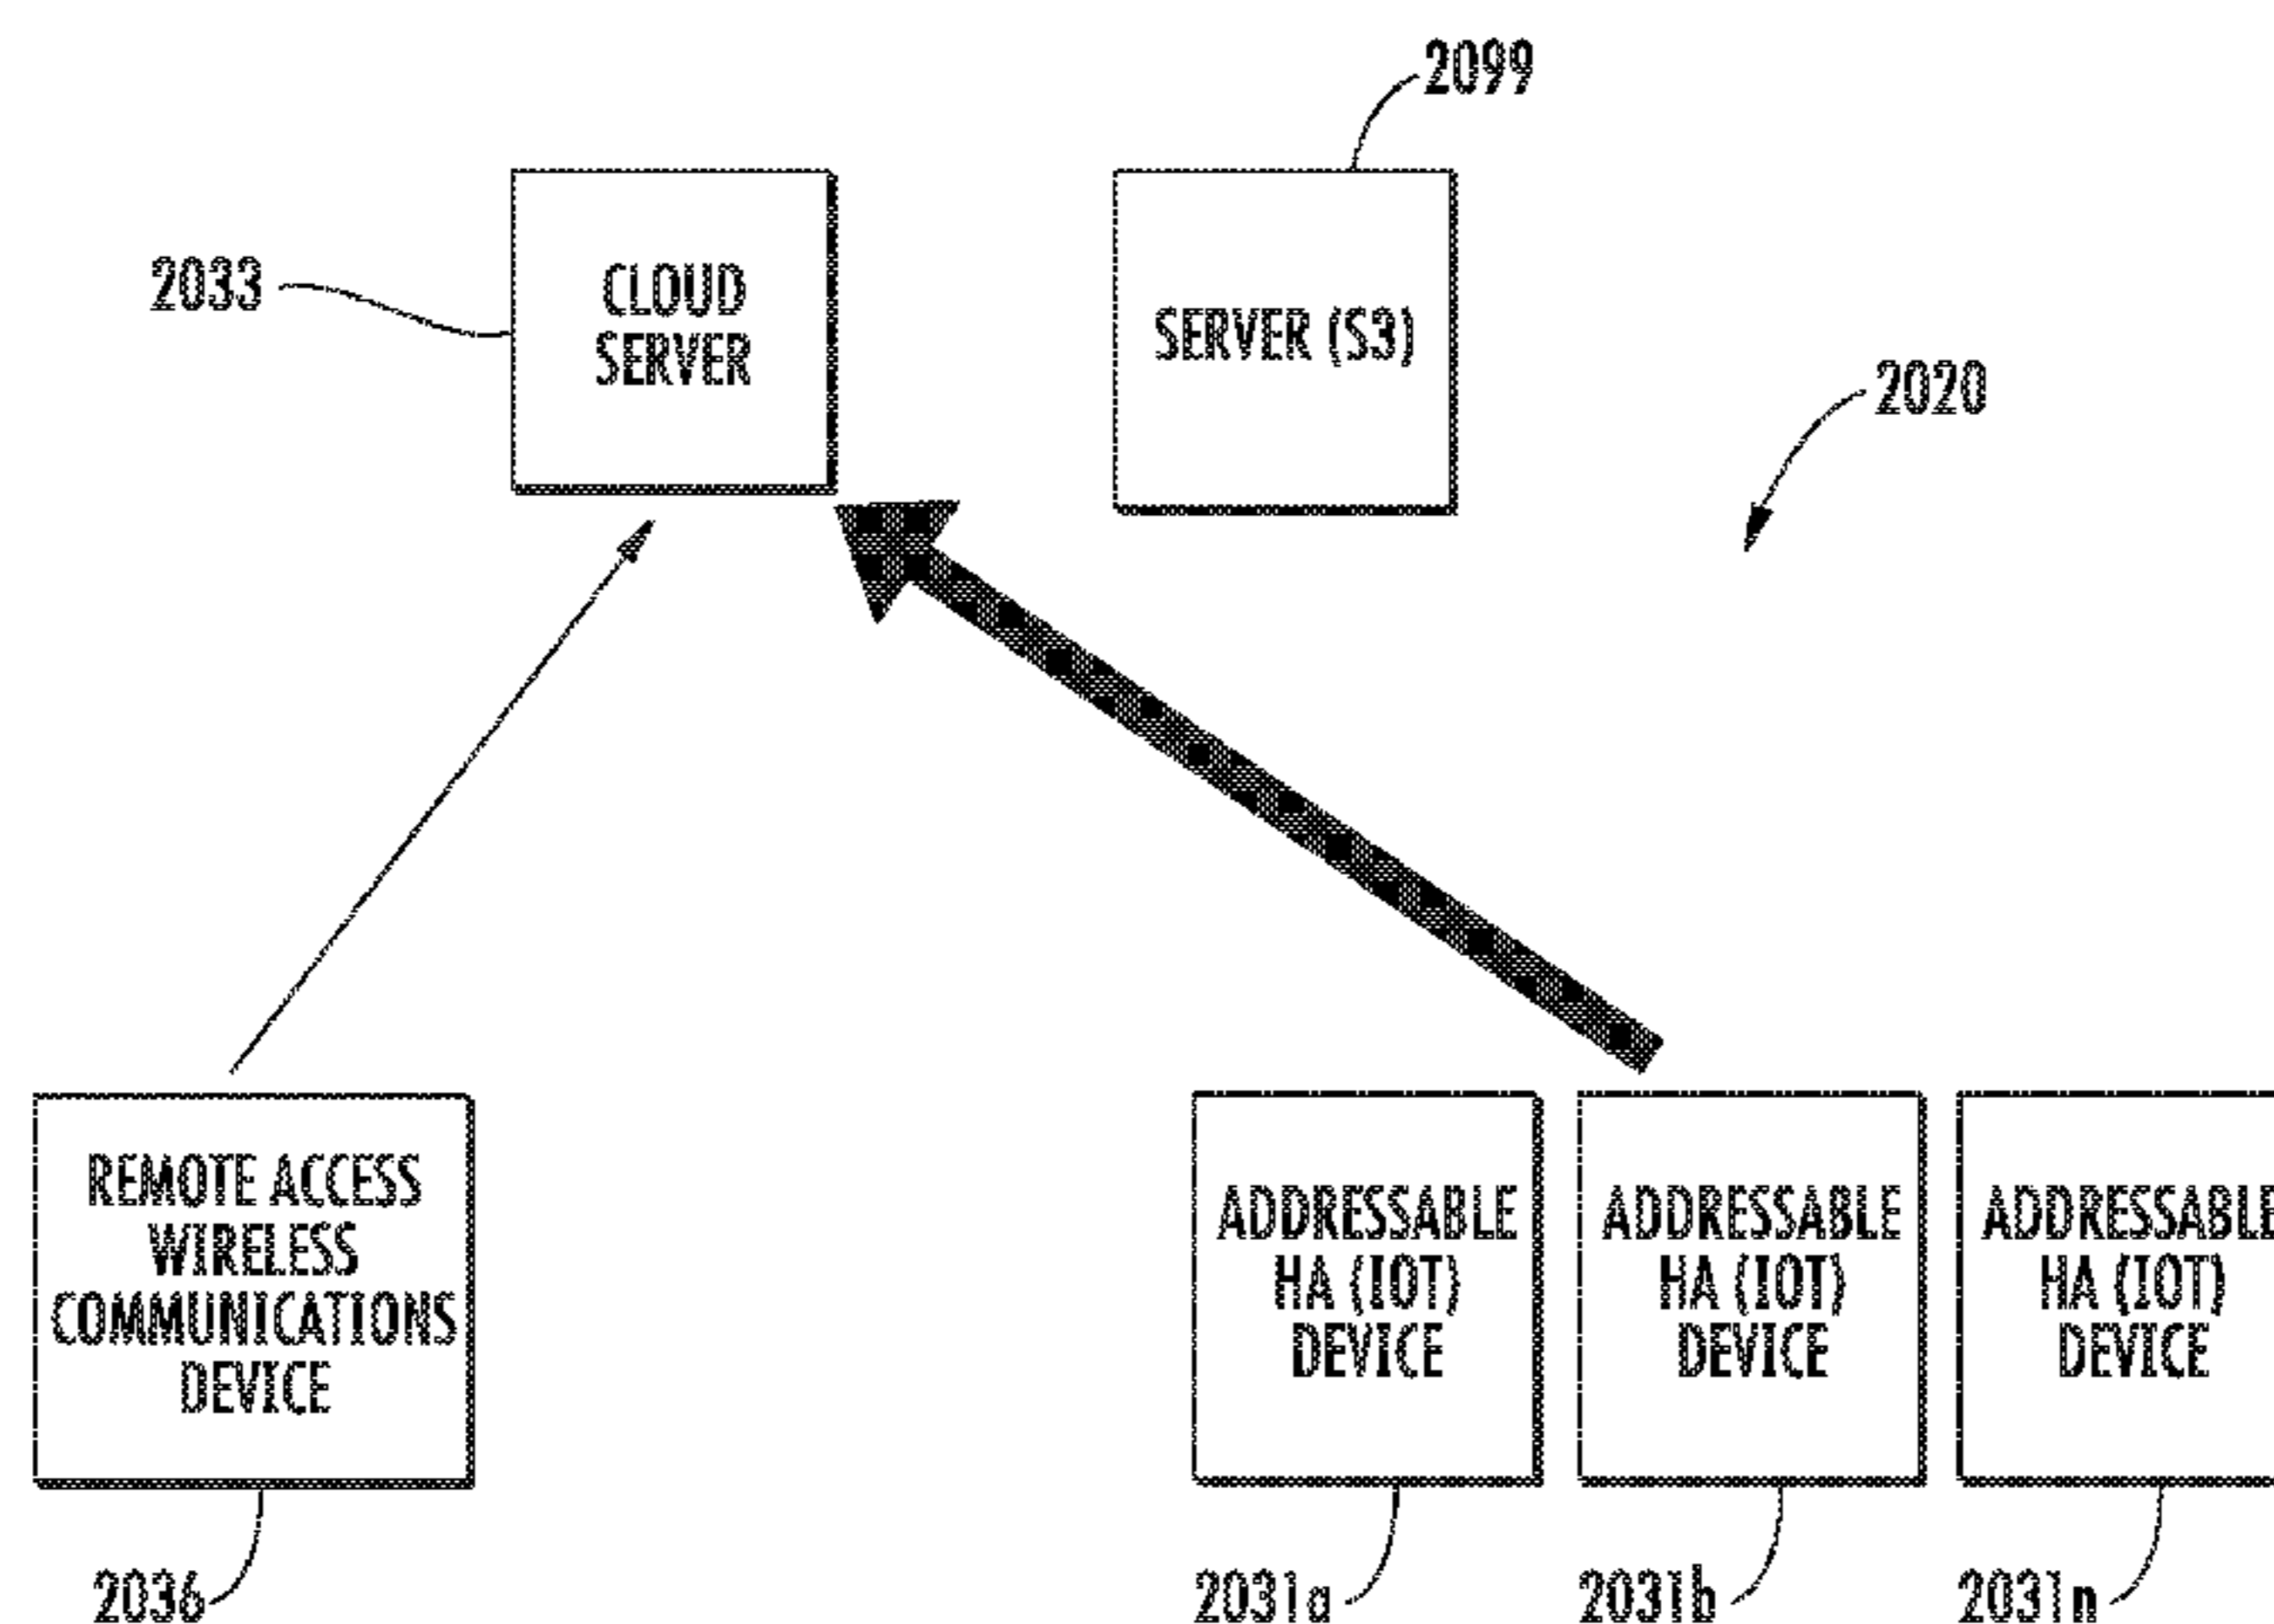 2099
2033
CLOUD
SERVER
SERVER (S3)
2020
REMOTE ACCESS
WIRELESS
COMMUNICATIONS
DEVICE
ADDRESSABLE
HA (IOT)
DEVICE
ADDRESSABLE
HA (IOT)
DEVICE
ADDRESSABLE
HA (IOT)
DEVICE
2036
2031a
2031b
2031n